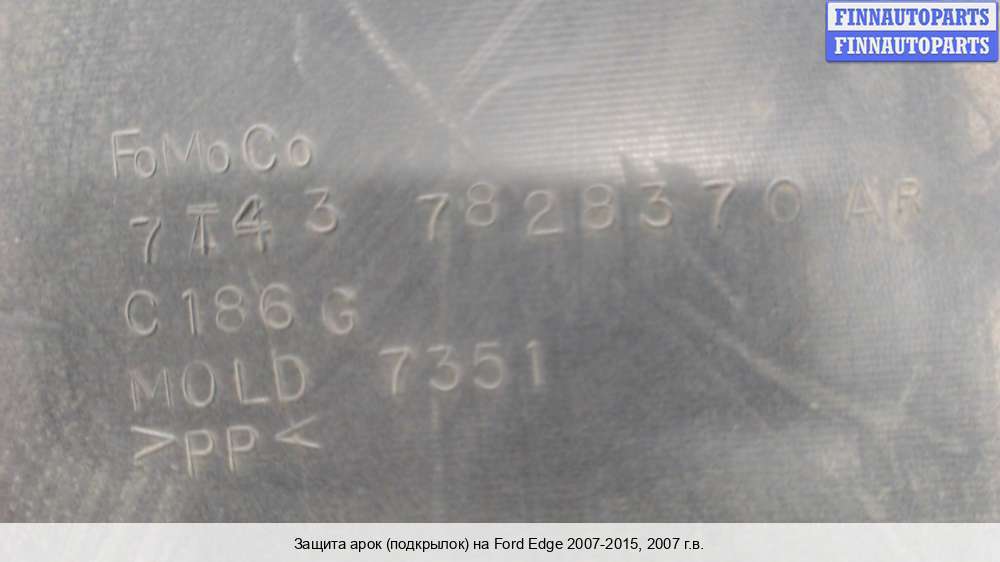 FINNAUTOPARTS
FINNAUTOPARTS
FoMoCo
7T43 7828370 AR
C186G
MOLD 7351
>PP<
Защита арок (подкрылок) на Ford Edge 2007-2015, 2007 г.в.